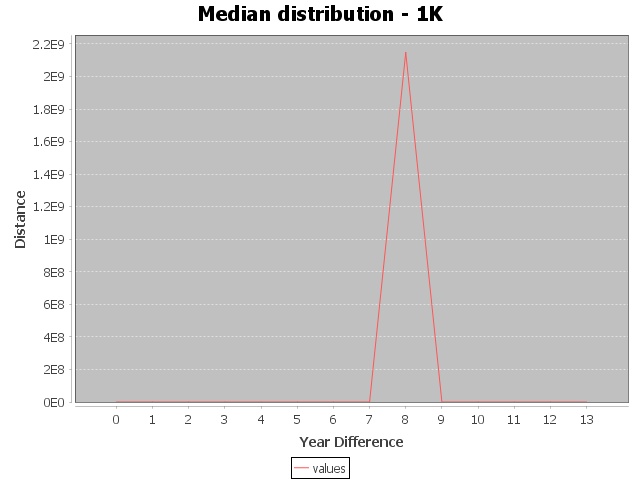 Median distribution - 1K
2.2E9
2E9
1.8E9
1.6E9
1.4E9
1.2E9
1E9
8E8
6E8
4E8
2E8
0E0
Distance
0 1 2 3 4 5 6 7 8 9 10 11 12 13
Year Difference
values